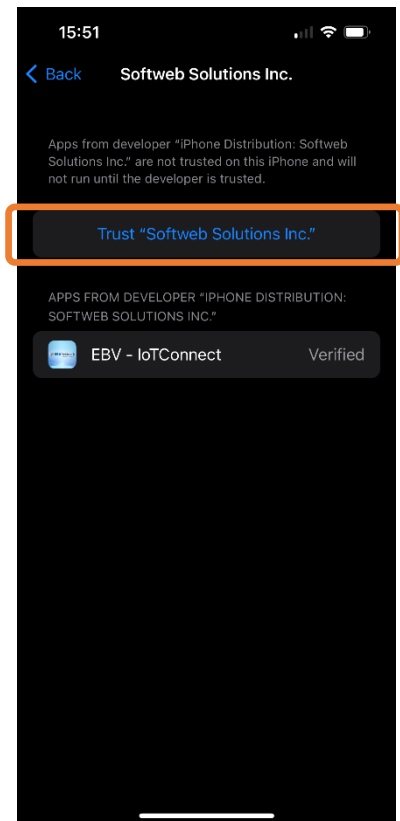 15:51
Back Softweb Solutions Inc.
Apps from developer “iPhone Distribution: Softweb
Solutions Inc.” are not trusted on this iPhone and will
not run until the developer is trusted.
Trust “Softweb Solutions Inc.”
APPS FROM DEVELOPER “IPHONE DISTRIBUTION:
SOFTWEB SOLUTIONS INC.”
EBV - IoTConnect Verified